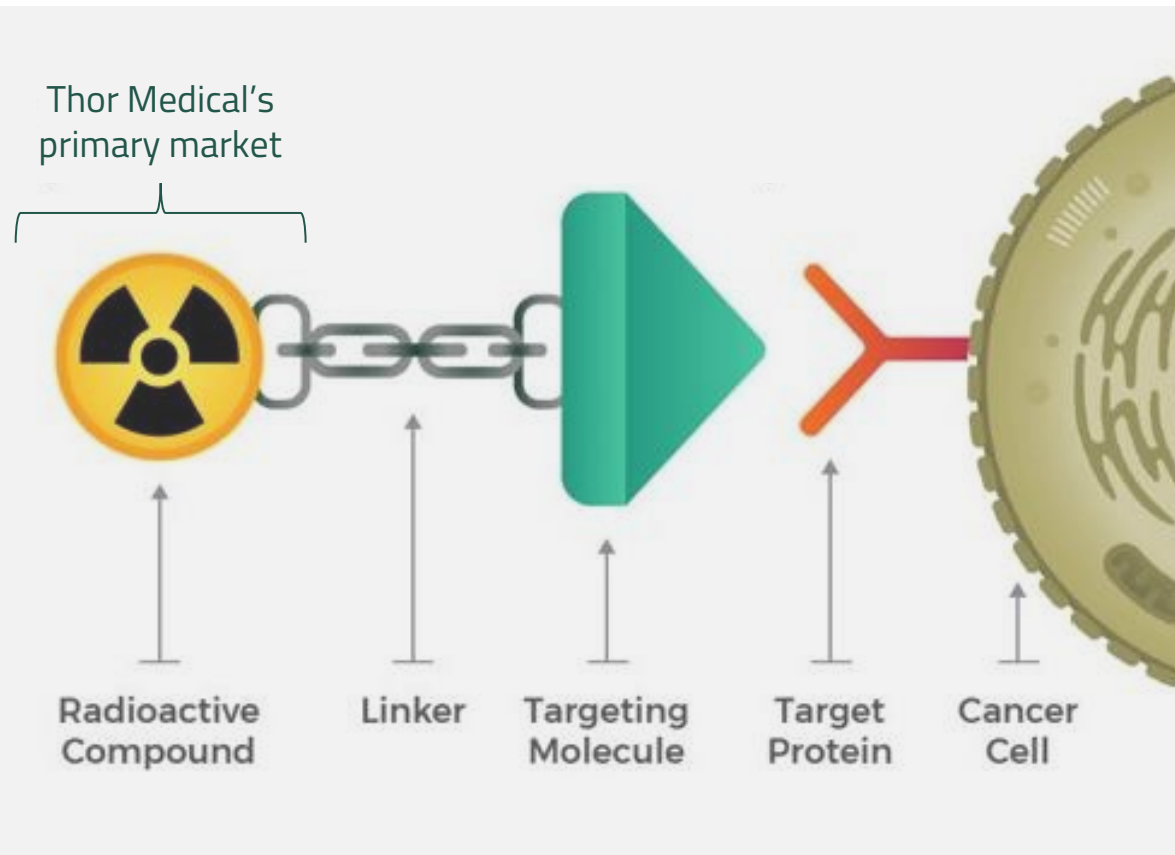 Thor Medical's
primary market
Radioactive
Compound
Linker
Targeting
Molecule
Target
Protein
Cancer
Cell